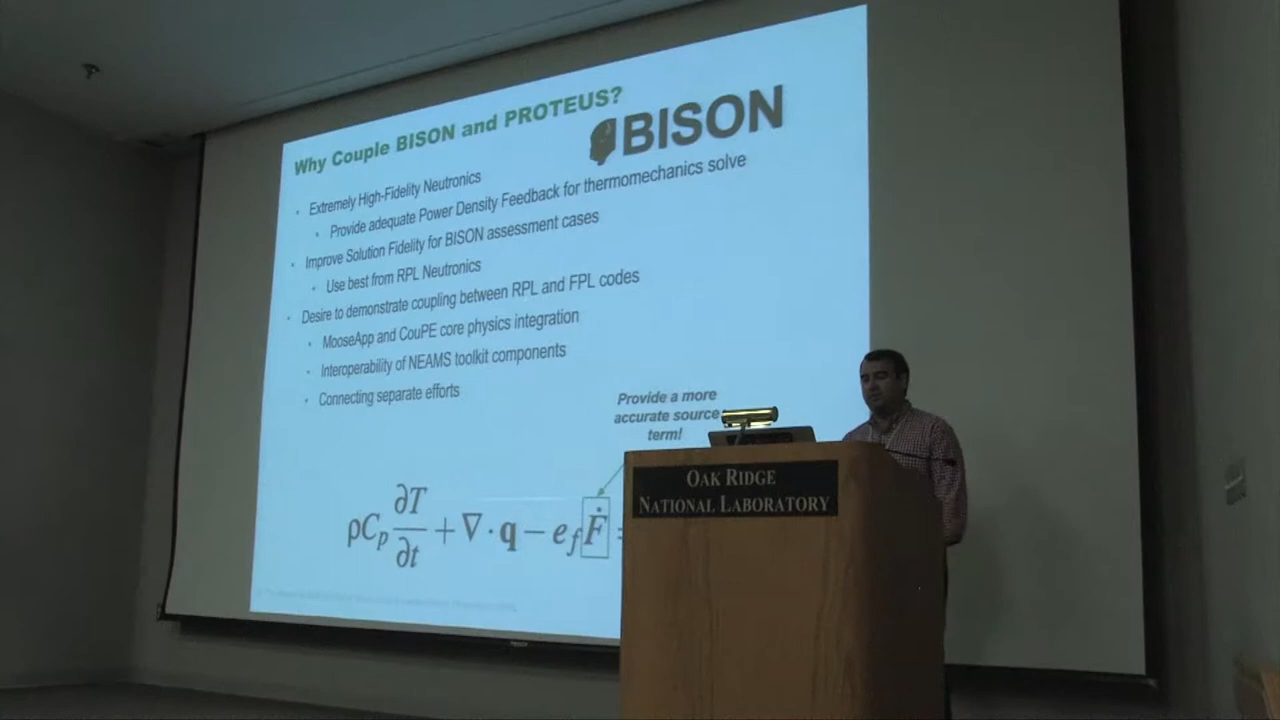 Why Couple BISON and PROTEUS?
BISON
• Extremely High-Fidelity Neutronics
• Provide adequate Power Density Feedback for thermomechanics solve
• Improve Solution Fidelity for BISON assessment cases
• Use best from RPL Neutronics
• Desire to demonstrate coupling between RPL and FPL codes
• MooseApp and CouPE core physics integration
• Interoperability of NEAMS toolkit components
• Connecting separate efforts
Provide a more
accurate source
term!
ρC_p ∂T/∂t + ∇ · q − e_f Ḟ =
OAK RIDGE
NATIONAL LABORATORY